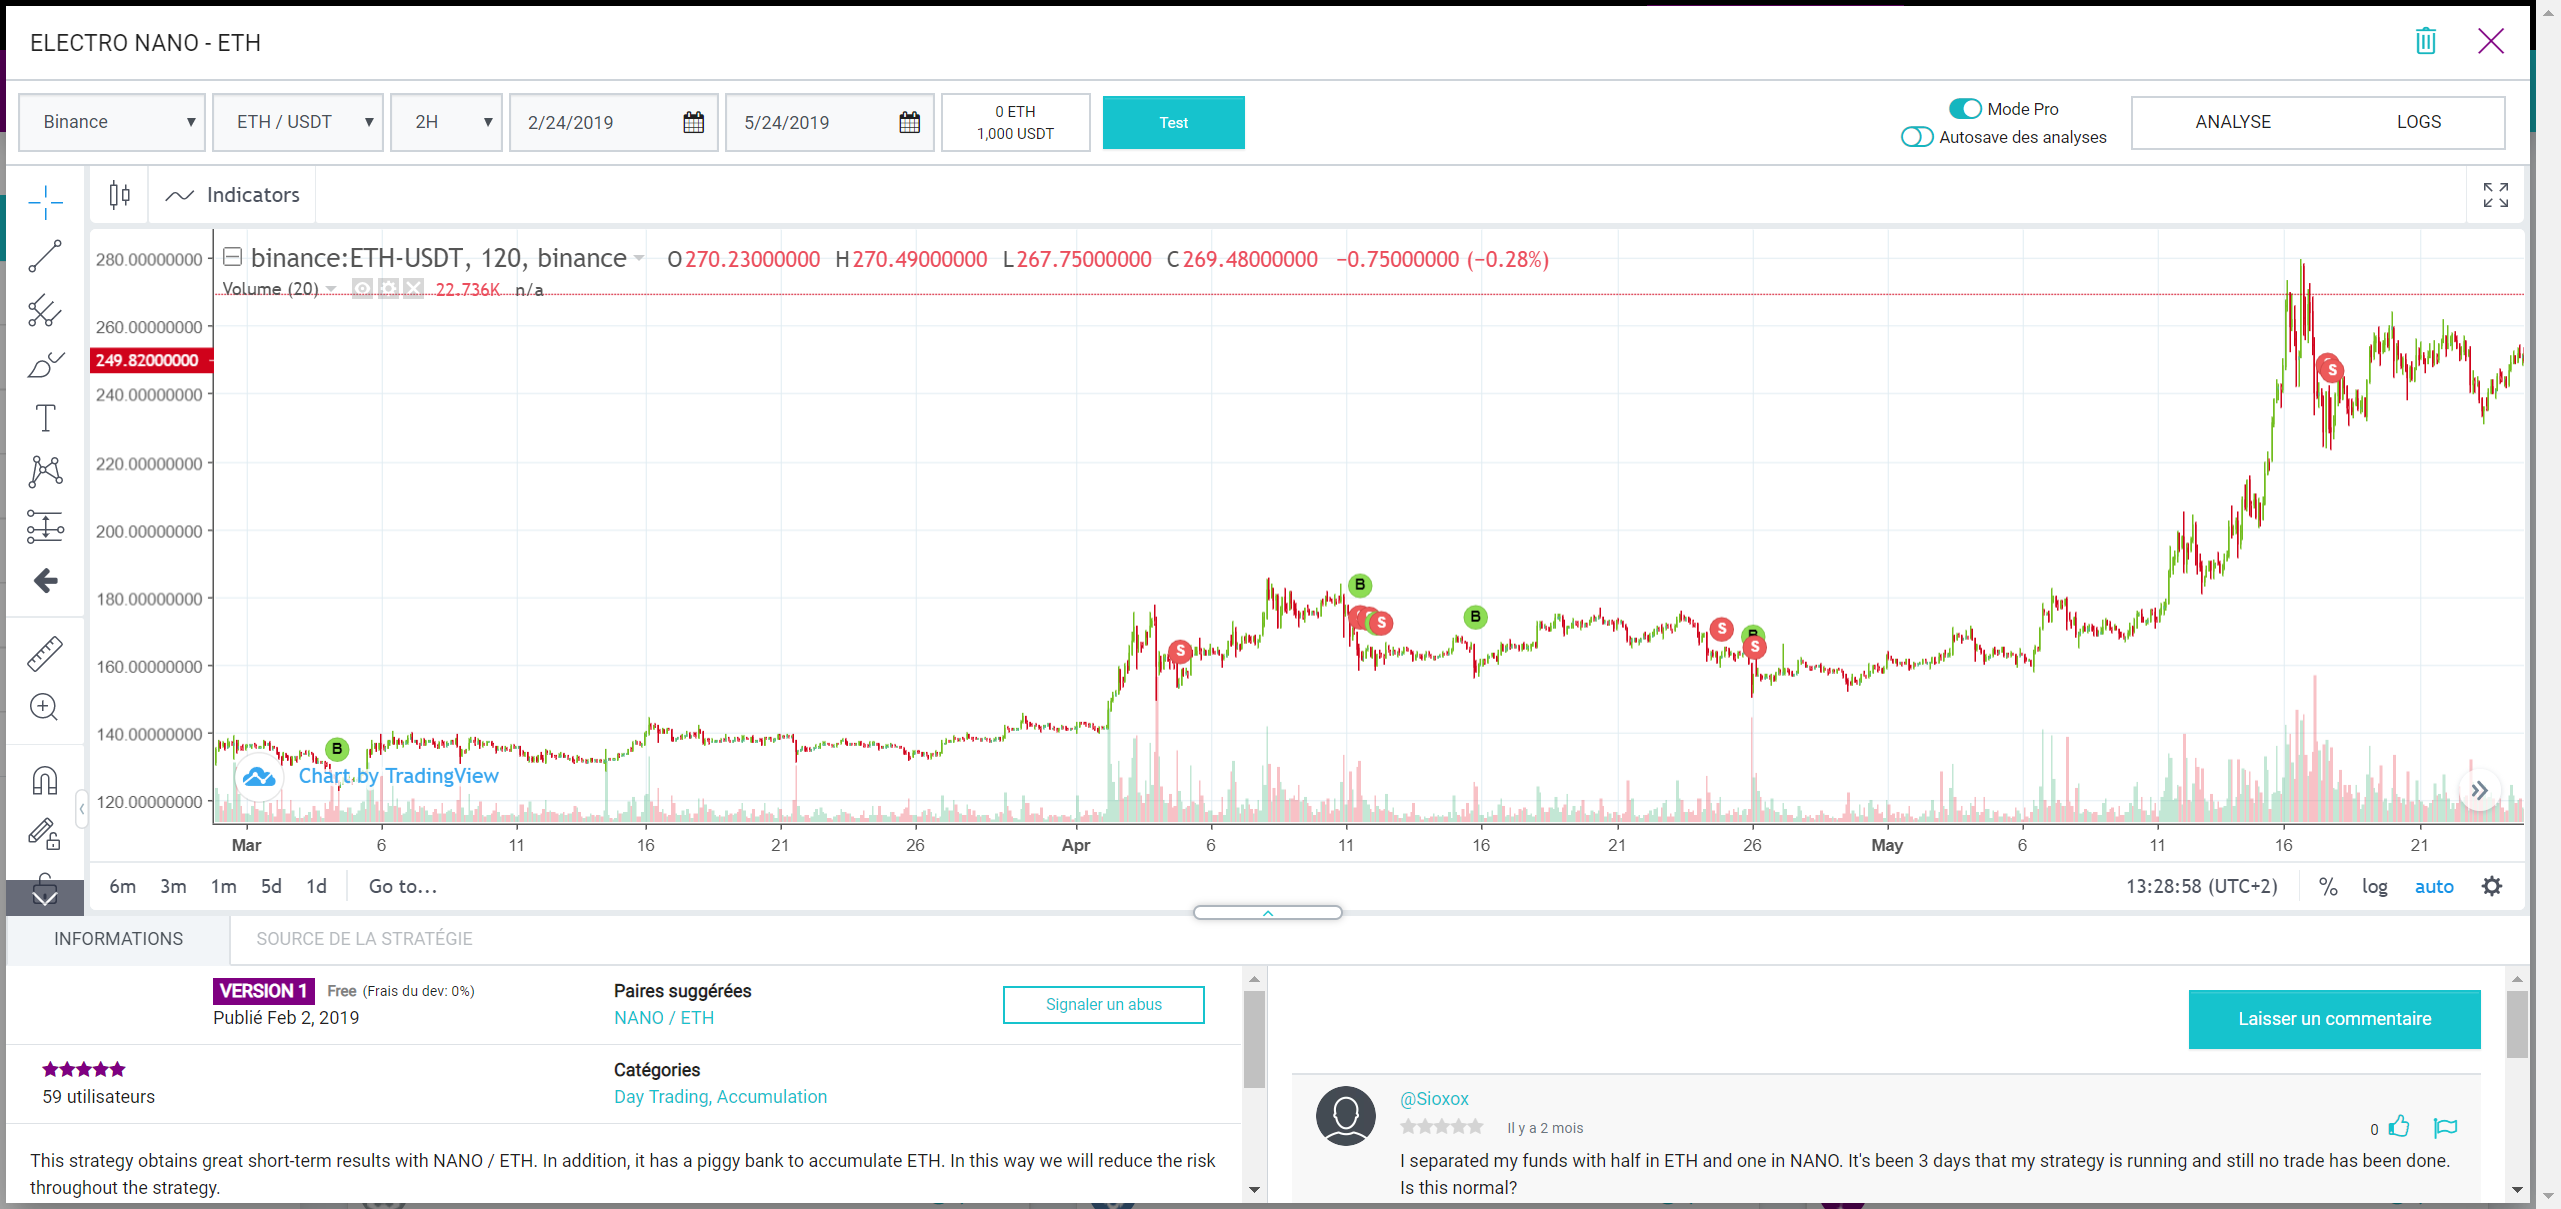 ELECTRO NANO - ETH
Binance
ETH / USDT
2H
2/24/2019
5/24/2019
0 ETH
1,000 USDT
Test
Mode Pro
Autosave des analyses
ANALYSE
LOGS
Indicators
binance:ETH-USDT, 120, binance
O270.23000000 H270.49000000 L267.75000000 C269.48000000 −0.75000000 (−0.28%)
Volume (20) 22.736K n/a
280.00000000
260.00000000
249.82000000
240.00000000
220.00000000
200.00000000
180.00000000
160.00000000
140.00000000
120.00000000
B
S
B
S
B
S
B
S
S
Chart by TradingView
Mar 6 11 16 21 26 Apr 6 11 16 21 26 May 6 11 16 21
6m 3m 1m 5d 1d Go to...
13:28:58 (UTC+2) % log auto
INFORMATIONS
SOURCE DE LA STRATÉGIE
VERSION 1 Free (Frais du dev: 0%)
Publié Feb 2, 2019
Paires suggérées
NANO / ETH
Signaler un abus
59 utilisateurs
Catégories
Day Trading, Accumulation
This strategy obtains great short-term results with NANO / ETH. In addition, it has a piggy bank to accumulate ETH. In this way we will reduce the risk
throughout the strategy.
Laisser un commentaire
@Sioxox
Il y a 2 mois
0
I separated my funds with half in ETH and one in NANO. It's been 3 days that my strategy is running and still no trade has been done.
Is this normal?